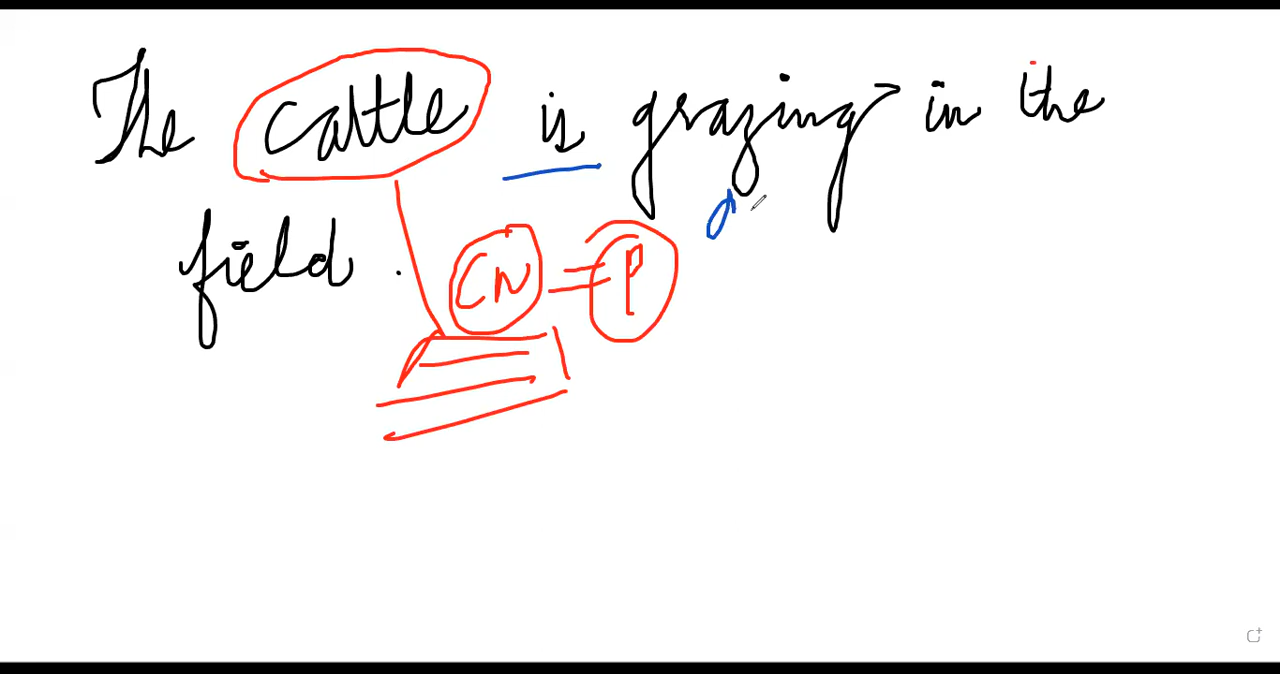 The cattle is grazing in the
field.
CN = P